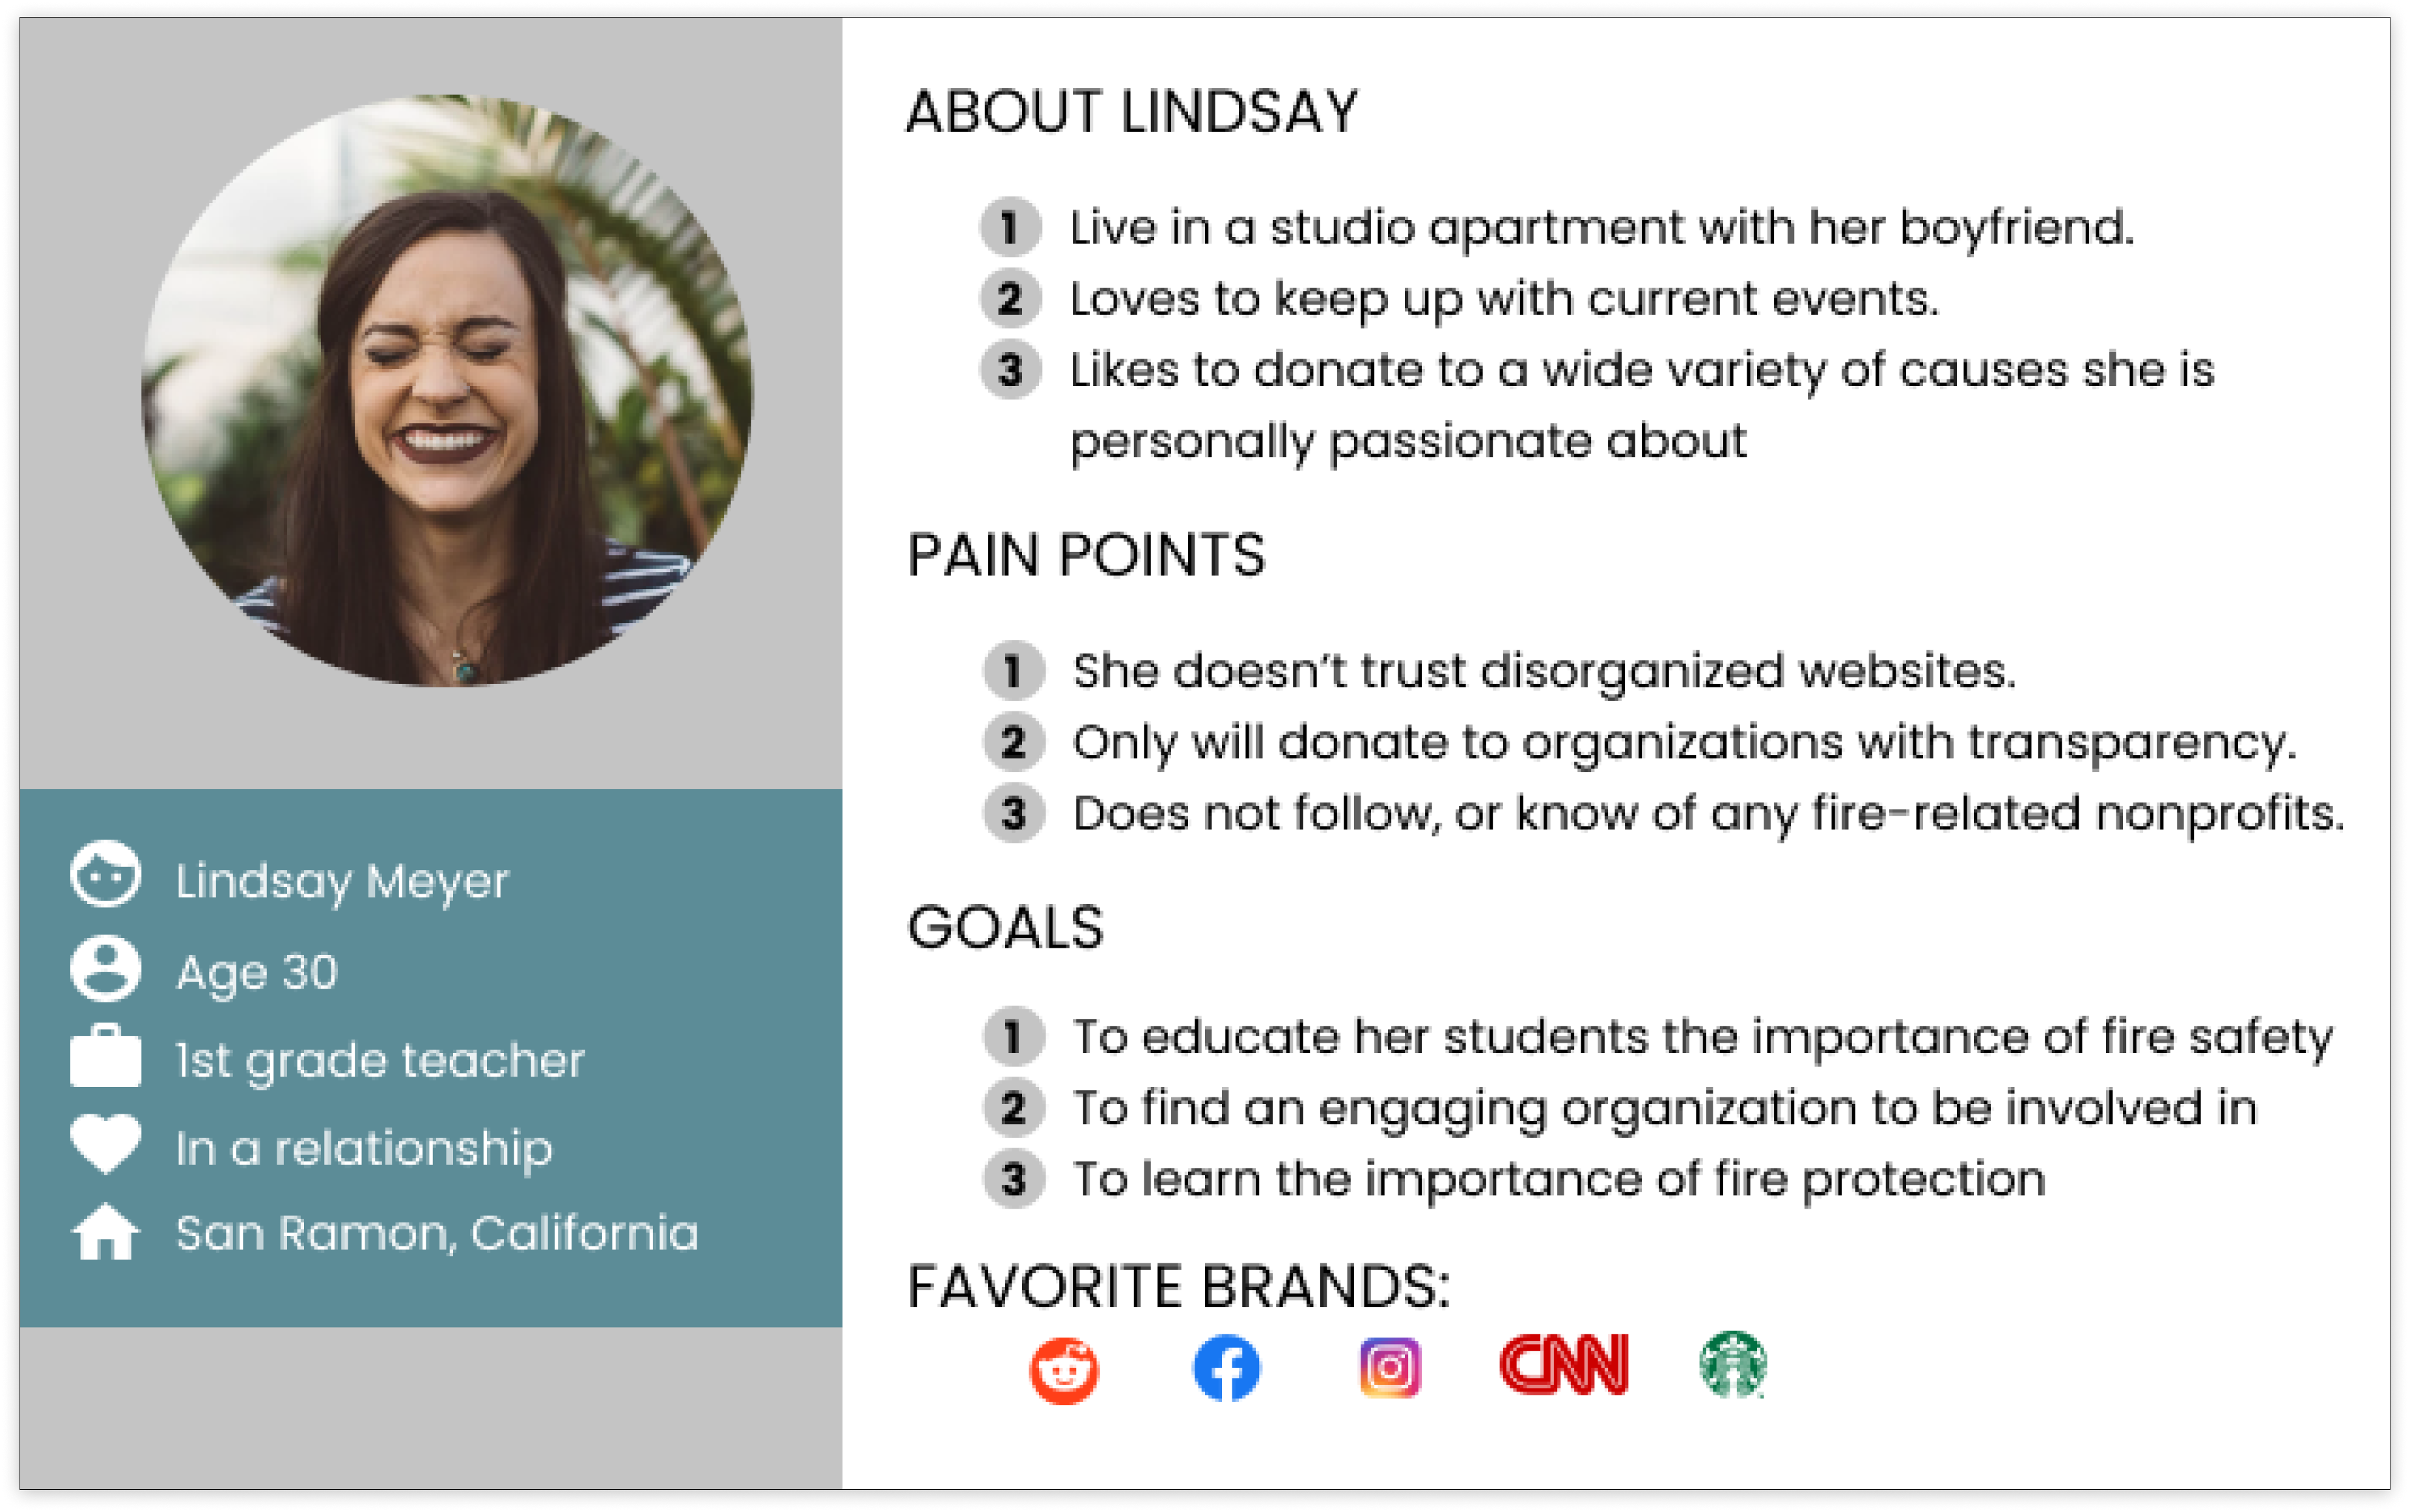 Lindsay Meyer
Age 30
1st grade teacher
In a relationship
San Ramon, California
ABOUT LINDSAY
1 Live in a studio apartment with her boyfriend.
2 Loves to keep up with current events.
3 Likes to donate to a wide variety of causes she is
personally passionate about
PAIN POINTS
1 She doesn’t trust disorganized websites.
2 Only will donate to organizations with transparency.
3 Does not follow, or know of any fire-related nonprofits.
GOALS
1 To educate her students the importance of fire safety
2 To find an engaging organization to be involved in
3 To learn the importance of fire protection
FAVORITE BRANDS:
CNN